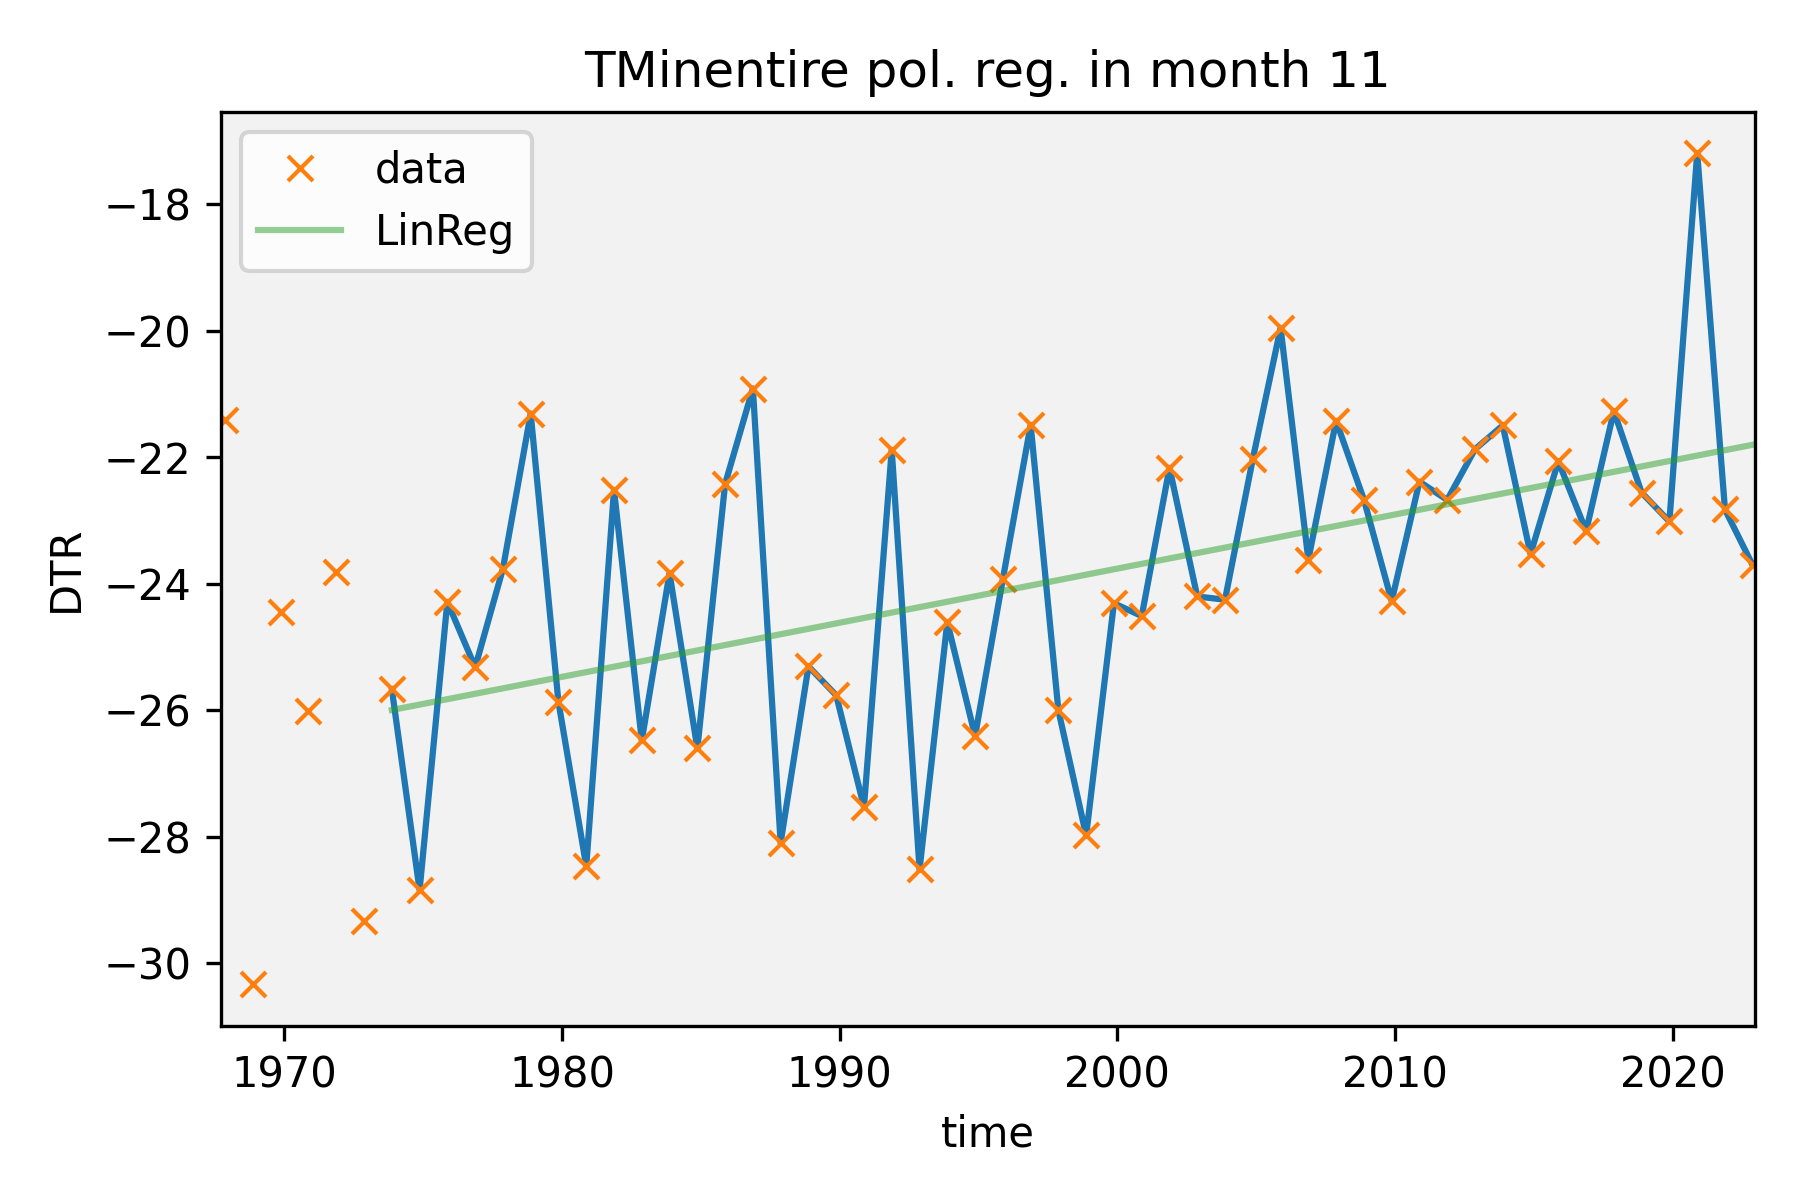 TMinentire pol. reg. in month 11
data
LinReg
DTR
−18
−20
−22
−24
−26
−28
−30
1970 1980 1990 2000 2010 2020
time